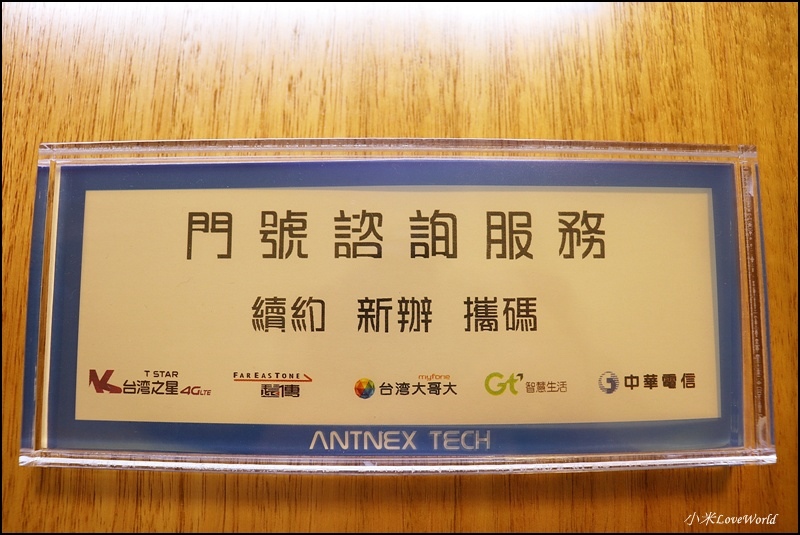 門號諮詢服務
續約 新辦 攜碼
T STAR
台湾之星 4G LTE
FAREASTONE
遠傳
myfone
台湾大哥大
Gt 智慧生活
中華電信
ANTNEX TECH
小米LoveWorld